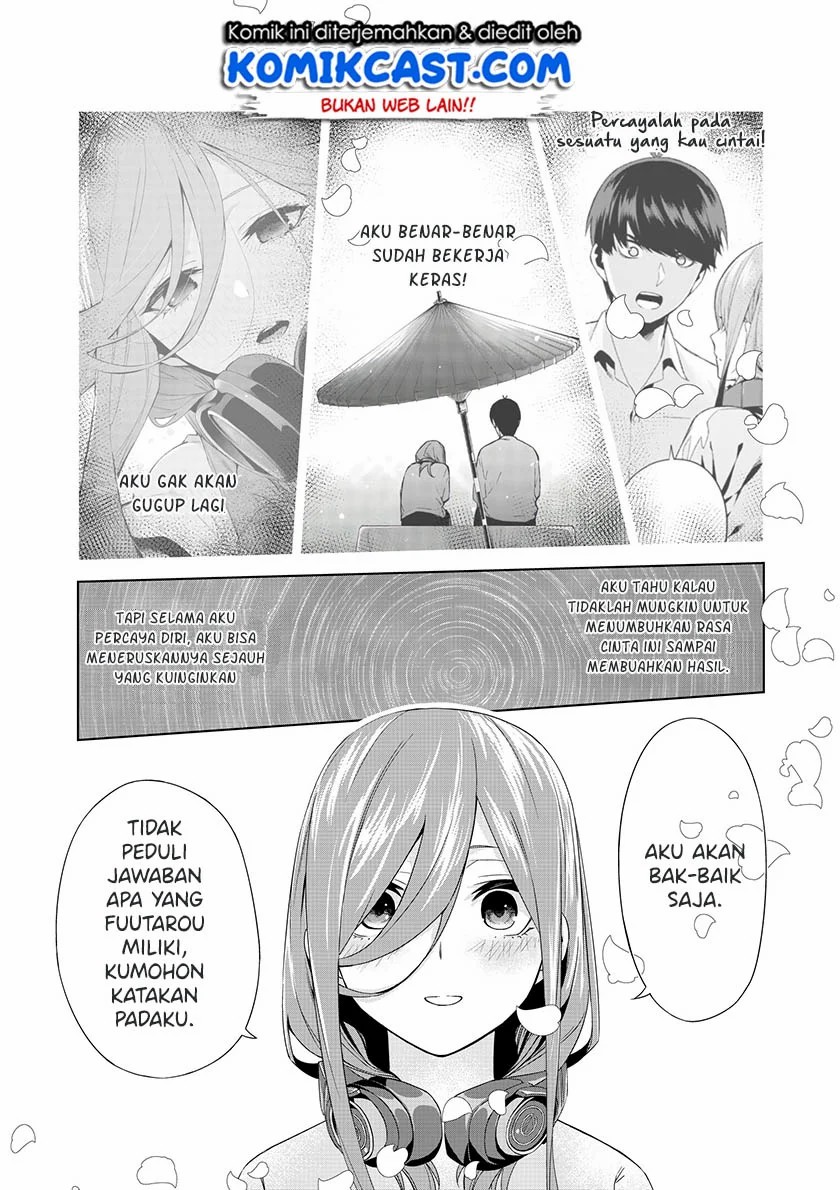 Komik ini diterjemahkan & diedit oleh
KOMIKCAST.COM
BUKAN WEB LAIN!!
Percayalah pada
sesuatu yang kau cintai!
AKU BENAR-BENAR
SUDAH BEKERJA
KERAS!
AKU GAK AKAN
GUGUP LAGI
AKU TAHU KALAU
TIDAKLAH MUNGKIN UNTUK
MENUMBUHKAN RASA
CINTA INI SAMPAI
MEMBUAHKAN HASIL.
TAPI SELAMA AKU
PERCAYA DIRI, AKU BISA
MENERUSKANNYA SEJAUH
YANG KUINGINKAN
AKU AKAN
BAK-BAIK
SAJA.
TIDAK
PEDULI
JAWABAN
APA YANG
FUUTAROU
MILIKI,
KUMOHON
KATAKAN
PADAKU.